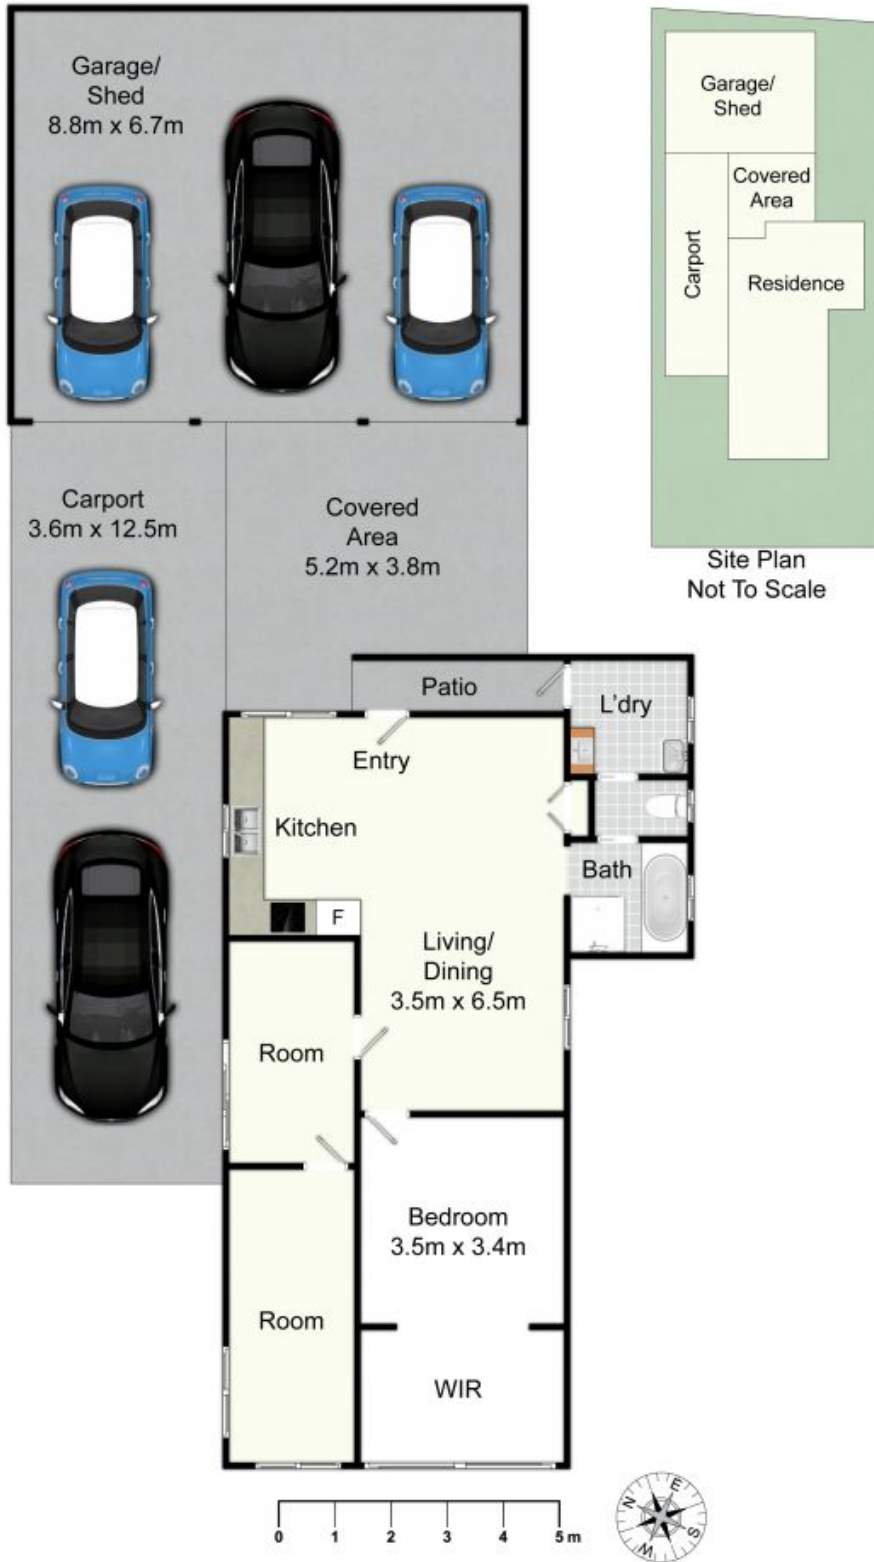 Garage/
Shed
8.8m x 6.7m
Garage/
Shed
Covered
Area
Carport
Residence
Site Plan
Not To Scale
Carport
3.6m x 12.5m
Covered
Area
5.2m x 3.8m
Patio
L'dry
Entry
Kitchen
Bath
F
Living/
Dining
3.5m x 6.5m
Room
Bedroom
3.5m x 3.4m
Room
WIR
0 1 2 3 4 5 m
N E S W